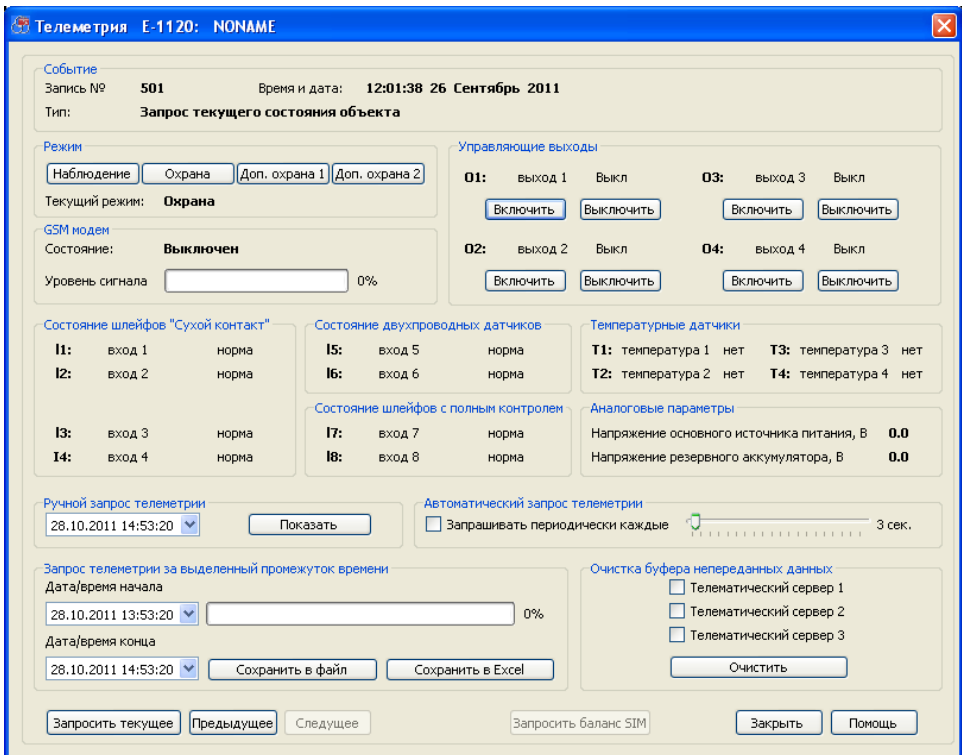 Телеметрия E-1120: NONAME
Событие
Запись № 501 Время и дата: 12:01:38 26 Сентябрь 2011
Тип: Запрос текущего состояния объекта
Режим
Наблюдение Охрана Доп. охрана 1 Доп. охрана 2
Текущий режим: Охрана
GSM модем
Состояние: Выключен
Уровень сигнала 0%
Управляющие выходы
O1: выход 1 Выкл O3: выход 3 Выкл
Включить Выключить Включить Выключить
O2: выход 2 Выкл O4: выход 4 Выкл
Включить Выключить Включить Выключить
Состояние шлейфов "Сухой контакт"
I1: вход 1 норма
I2: вход 2 норма
I3: вход 3 норма
I4: вход 4 норма
Состояние двухпроводных датчиков
I5: вход 5 норма
I6: вход 6 норма
Состояние шлейфов с полным контролем
I7: вход 7 норма
I8: вход 8 норма
Температурные датчики
T1: температура 1 нет T3: температура 3 нет
T2: температура 2 нет T4: температура 4 нет
Аналоговые параметры
Напряжение основного источника питания, В 0.0
Напряжение резервного аккумулятора, В 0.0
Ручной запрос телеметрии
28.10.2011 14:53:20 Показать
Автоматический запрос телеметрии
Запрашивать периодически каждые 3 сек.
Запрос телеметрии за выделенный промежуток времени
Дата/время начала
28.10.2011 13:53:20 0%
Дата/время конца
28.10.2011 14:53:20 Сохранить в файл Сохранить в Excel
Очистка буфера непереданных данных
Телематический сервер 1
Телематический сервер 2
Телематический сервер 3
Очистить
Запросить текущее Предыдущее Следущее Запросить баланс SIM Закрыть Помощь